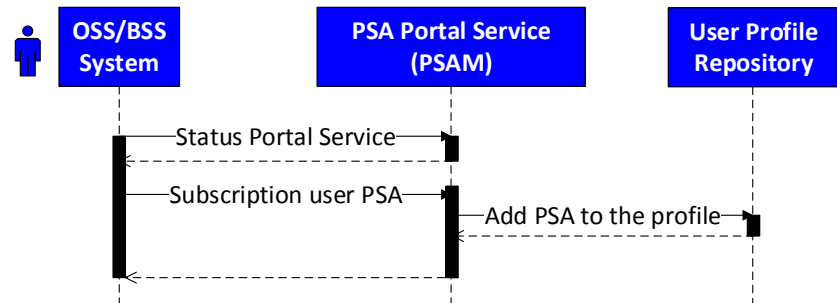 OSS/BSS
System
PSA Portal Service
(PSAM)
User Profile
Repository
Status Portal Service
Subscription user PSA
Add PSA to the profile